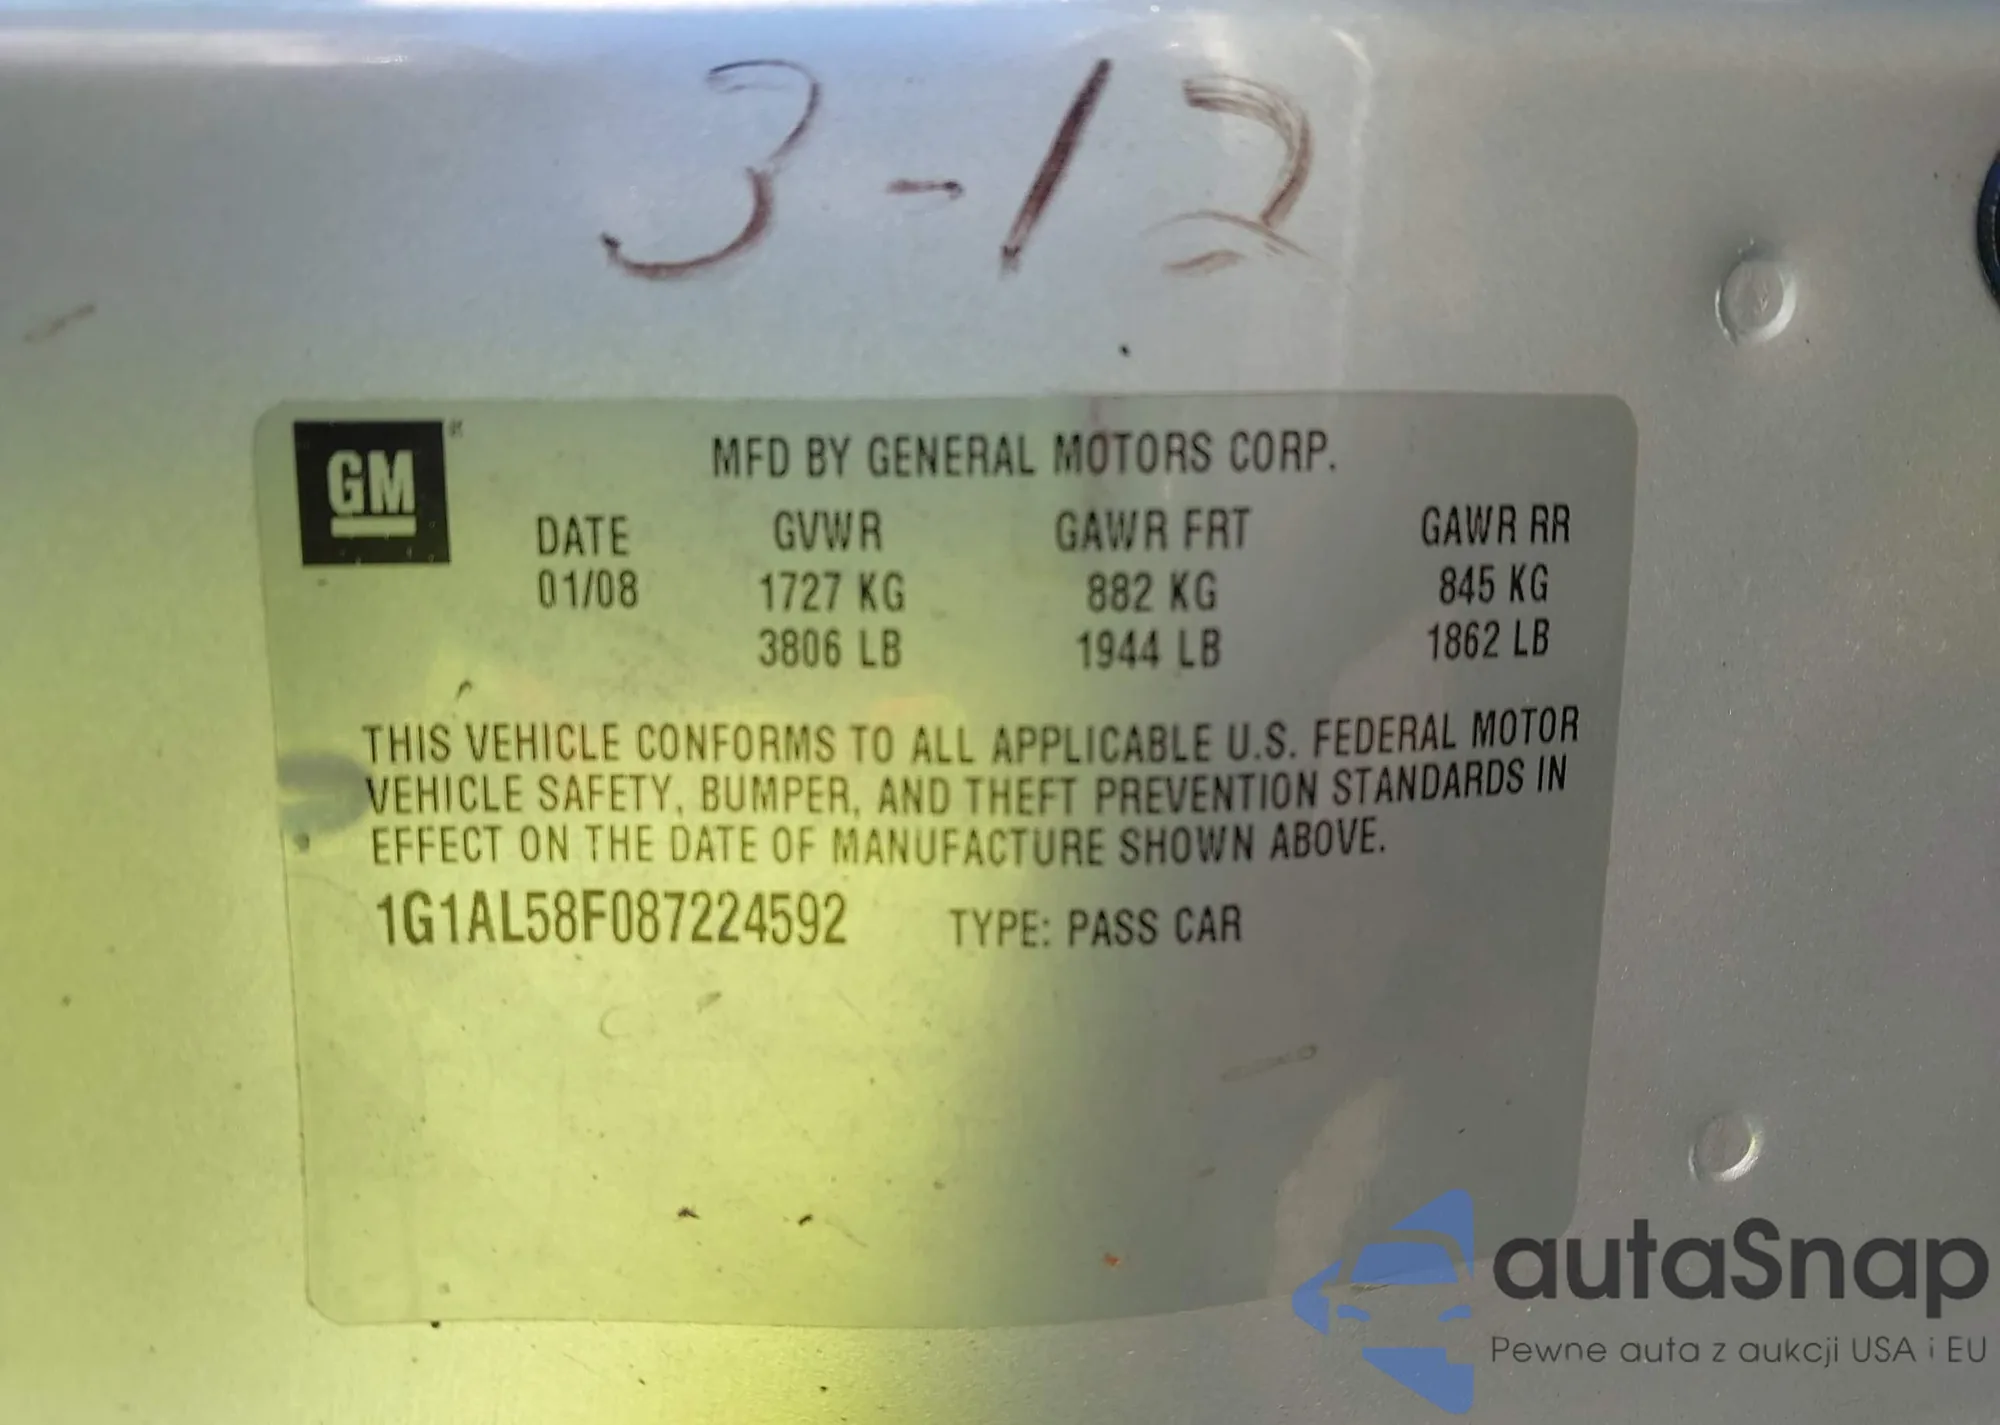 3-12
GM
MFD BY GENERAL MOTORS CORP.
DATE GVWR GAWR FRT GAWR RR
01/08 1727 KG 882 KG 845 KG
3806 LB 1944 LB 1862 LB
THIS VEHICLE CONFORMS TO ALL APPLICABLE U.S. FEDERAL MOTOR
VEHICLE SAFETY, BUMPER, AND THEFT PREVENTION STANDARDS IN
EFFECT ON THE DATE OF MANUFACTURE SHOWN ABOVE.
1G1AL58F087224592 TYPE: PASS CAR
autaSnap
Pewne auta z aukcji USA i EU